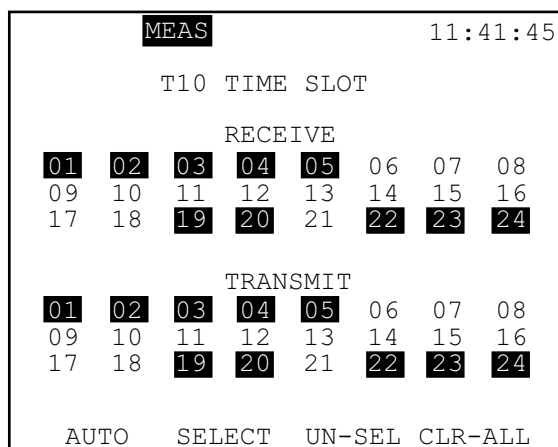 MEAS 11:41:45
T10 TIME SLOT
RECEIVE
01 02 03 04 05 06 07 08
09 10 11 12 13 14 15 16
17 18 19 20 21 22 23 24
TRANSMIT
01 02 03 04 05 06 07 08
09 10 11 12 13 14 15 16
17 18 19 20 21 22 23 24
AUTO SELECT UN-SEL CLR-ALL